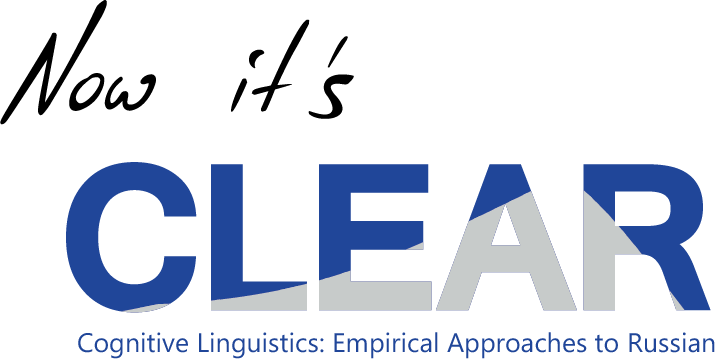 Now it's
CLEAR
Cognitive Linguistics: Empirical Approaches to Russian